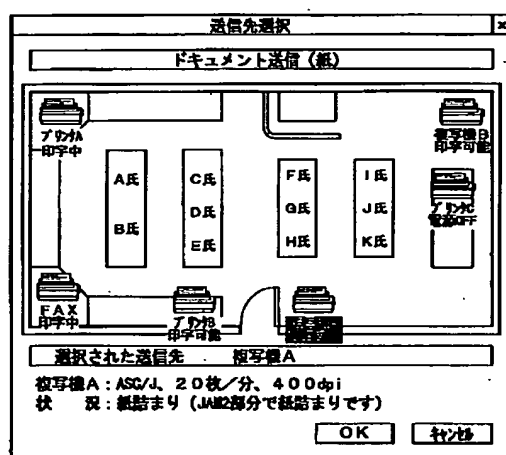 送信先選択
×
ドキュメント送信（紙）
プリンタA
印字中
複写機B
印字可能
A氏
B氏
C氏
D氏
E氏
F氏
G氏
H氏
I氏
J氏
K氏
プリンタC
電源OFF
FAX
印字中
プリンタB
印字可能
選択された送信先　複写機A
複写機A：ASC/J、20枚／分、400dpi
状　況：紙詰まり（JAM2部分で紙詰まりです）
OK
キャンセル